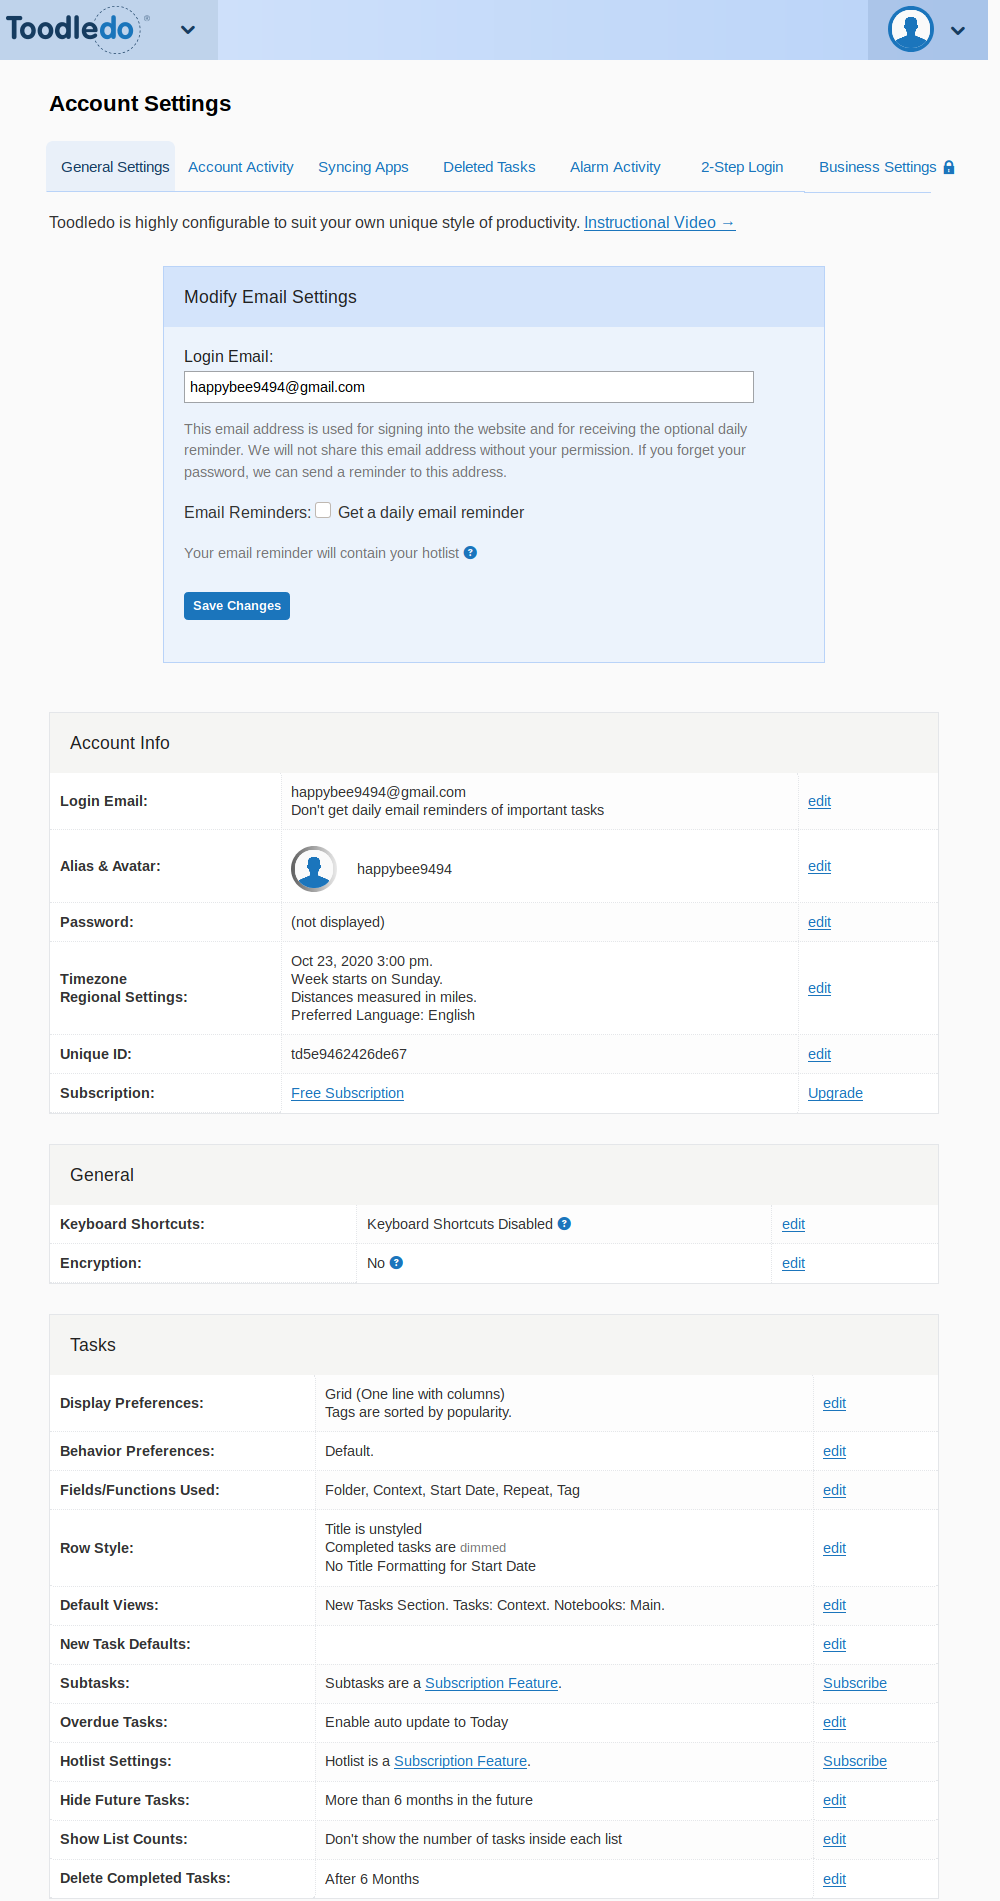 Toodledo®
Account Settings
General Settings Account Activity Syncing Apps Deleted Tasks Alarm Activity 2-Step Login Business Settings
Toodledo is highly configurable to suit your own unique style of productivity. Instructional Video →
Modify Email Settings
Login Email:
happybee9494@gmail.com
This email address is used for signing into the website and for receiving the optional daily
reminder. We will not share this email address without your permission. If you forget your
password, we can send a reminder to this address.
Email Reminders: Get a daily email reminder
Your email reminder will contain your hotlist ?
Save Changes
Account Info
Login Email:
happybee9494@gmail.com
Don't get daily email reminders of important tasks
edit
Alias & Avatar:
happybee9494
edit
Password:
(not displayed)
edit
Timezone
Regional Settings:
Oct 23, 2020 3:00 pm.
Week starts on Sunday.
Distances measured in miles.
Preferred Language: English
edit
Unique ID:
td5e9462426de67
edit
Subscription:
Free Subscription
Upgrade
General
Keyboard Shortcuts:
Keyboard Shortcuts Disabled ?
edit
Encryption:
No ?
edit
Tasks
Display Preferences:
Grid (One line with columns)
Tags are sorted by popularity.
edit
Behavior Preferences:
Default.
edit
Fields/Functions Used:
Folder, Context, Start Date, Repeat, Tag
edit
Row Style:
Title is unstyled
Completed tasks are dimmed
No Title Formatting for Start Date
edit
Default Views:
New Tasks Section. Tasks: Context. Notebooks: Main.
edit
New Task Defaults:
edit
Subtasks:
Subtasks are a Subscription Feature.
Subscribe
Overdue Tasks:
Enable auto update to Today
edit
Hotlist Settings:
Hotlist is a Subscription Feature.
Subscribe
Hide Future Tasks:
More than 6 months in the future
edit
Show List Counts:
Don't show the number of tasks inside each list
edit
Delete Completed Tasks:
After 6 Months
edit